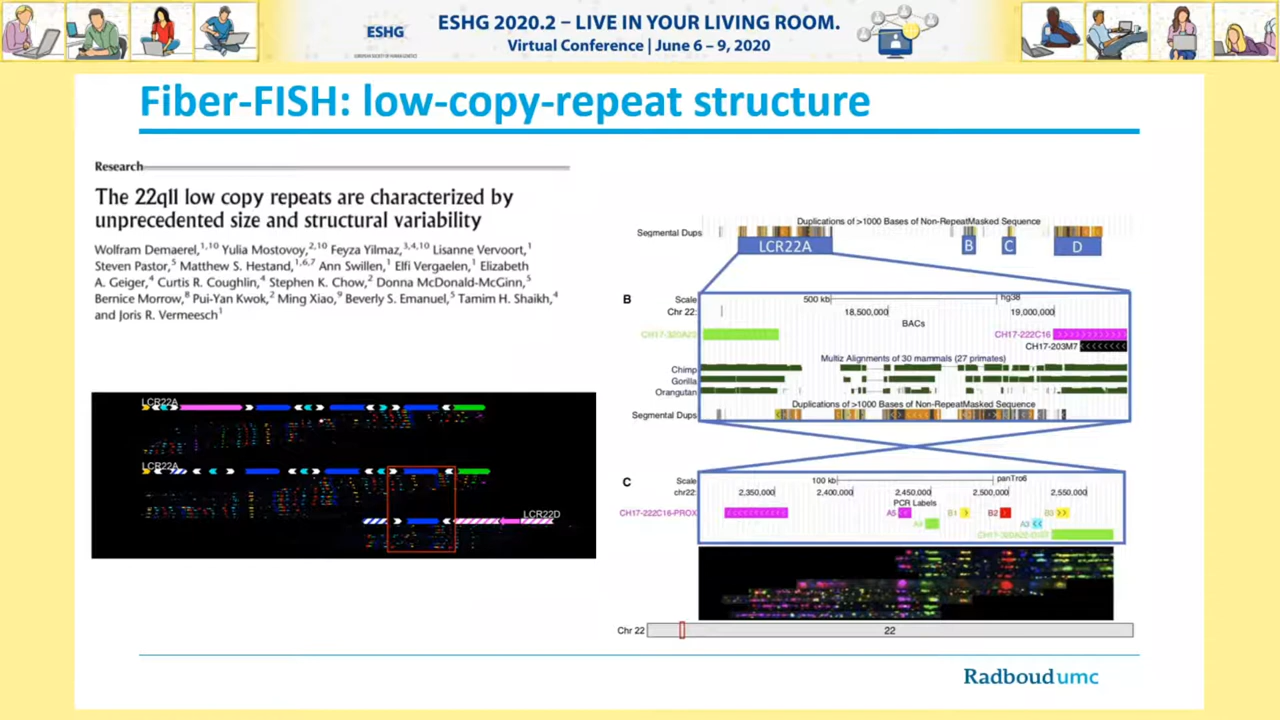 ESHG
EUROPEAN SOCIETY OF HUMAN GENETICS
ESHG 2020.2 – LIVE IN YOUR LIVING ROOM.
Virtual Conference | June 6 – 9, 2020
Fiber-FISH: low-copy-repeat structure
Research
The 22q11 low copy repeats are characterized by
unprecedented size and structural variability
Wolfram Demaerel,1,10 Yulia Mostovoy,2,10 Feyza Yilmaz,3,4,10 Lisanne Vervoort,1
Steven Pastor,5 Matthew S. Hestand,1,6,7 Ann Swillen,1 Elfi Vergaelen,1 Elizabeth
A. Geiger,4 Curtis R. Coughlin,4 Stephen K. Chow,2 Donna McDonald-McGinn,5
Bernice Morrow,8 Pui-Yan Kwok,2 Ming Xiao,9 Beverly S. Emanuel,5 Tamim H. Shaikh,4
and Joris R. Vermeesch1
LCR22A
LCR22A
LCR22D
Duplications of >1000 Bases of Non-RepeatMasked Sequence
Segmental Dups
LCR22A B C D
B
Scale 500 kb hg38
Chr 22: 18,500,000 19,000,000
BACs
CH17-222C16
CH17-203M7
Multiz Alignments of 30 mammals (27 primates)
Chimp
Gorilla
Orangutan
Duplications of >1000 Bases of Non-RepeatMasked Sequence
Segmental Dups
C
Scale 100 kb panTro6
chr22: 2,350,000 2,400,000 2,450,000 2,500,000 2,550,000
PCR Labels
CH17-222C16-PROX A5 B1 B2 B3
A3
Chr 22 22
Radboudumc